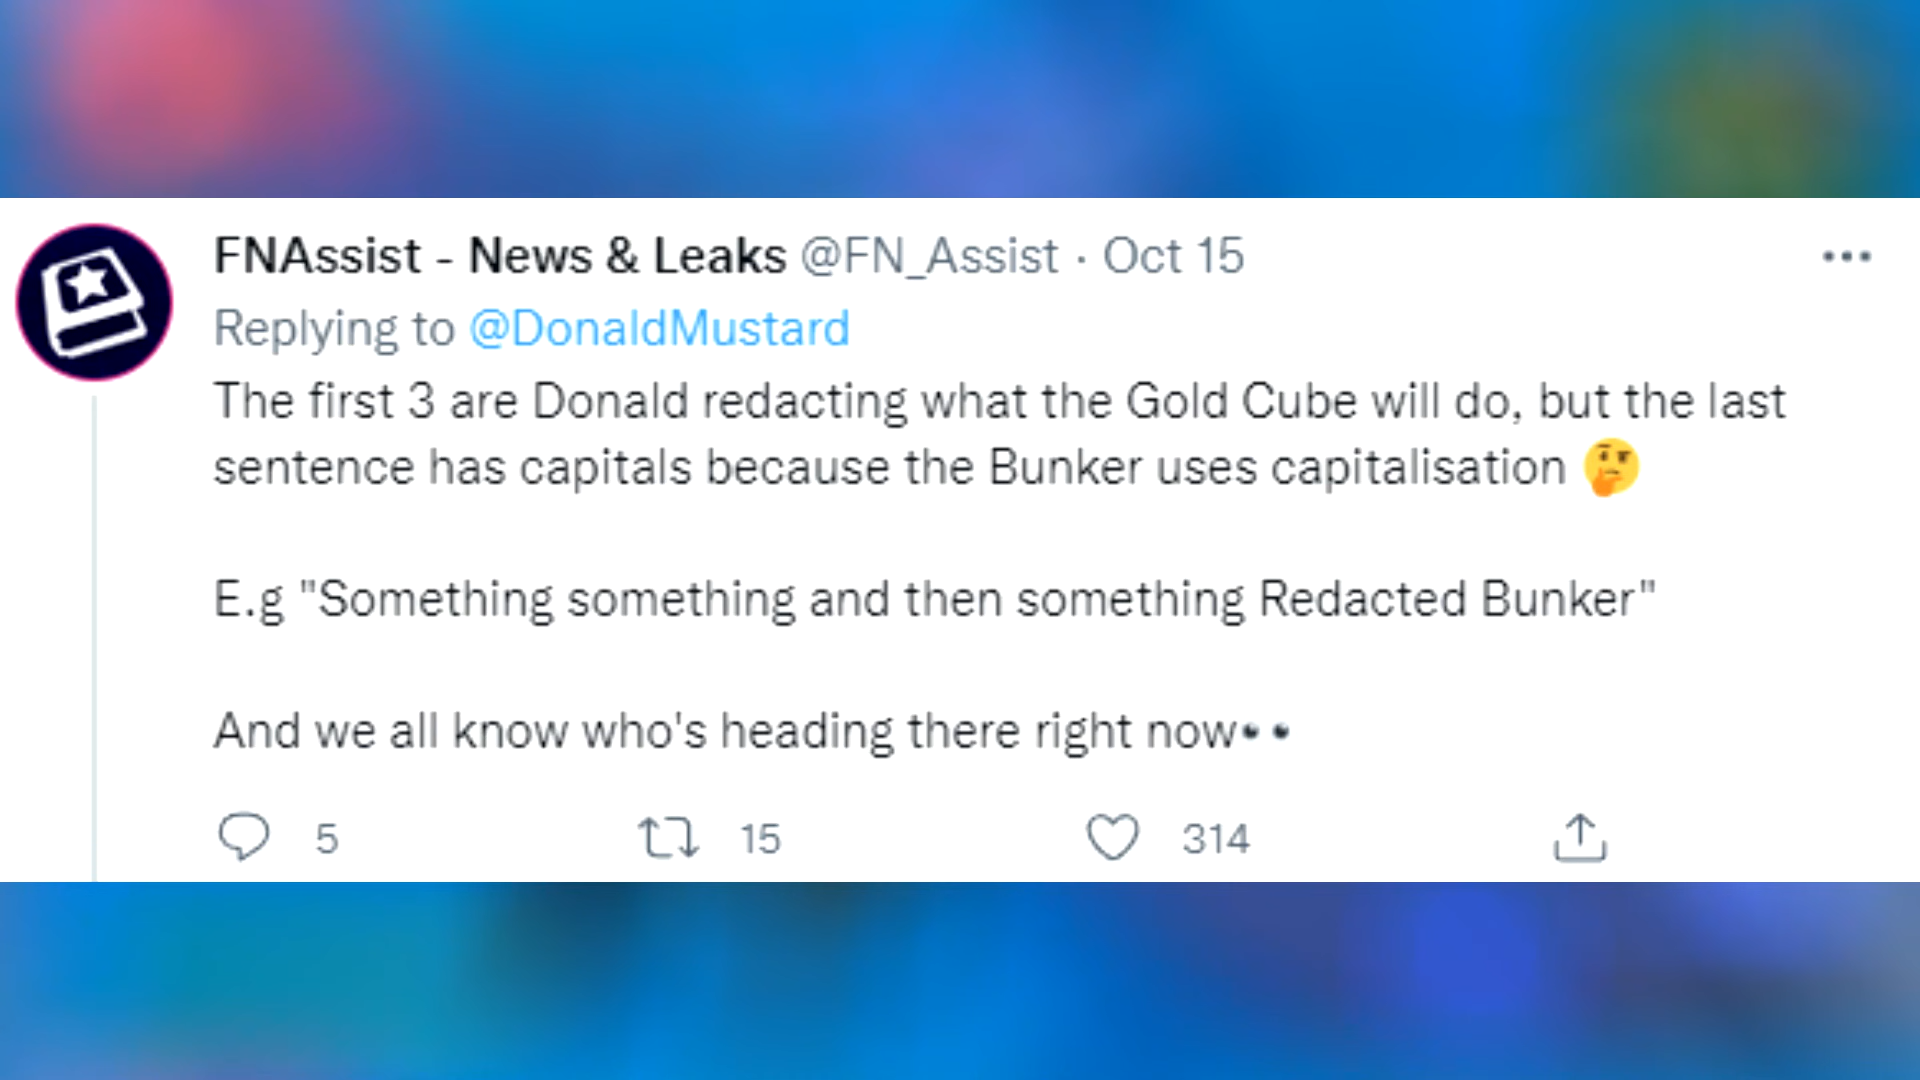 FNAssist - News & Leaks @FN_Assist · Oct 15
Replying to @DonaldMustard
The first 3 are Donald redacting what the Gold Cube will do, but the last
sentence has capitals because the Bunker uses capitalisation 🤔
E.g "Something something and then something Redacted Bunker"
And we all know who's heading there right now👀
5 15 314